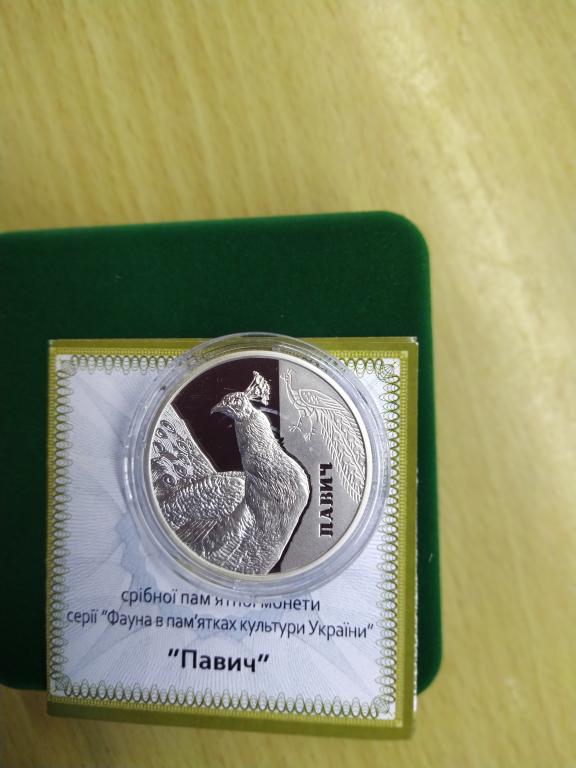 ПАВИЧ
срібної пам'ятної монети
серії "Фауна в пам'ятках культури України"
"Павич"